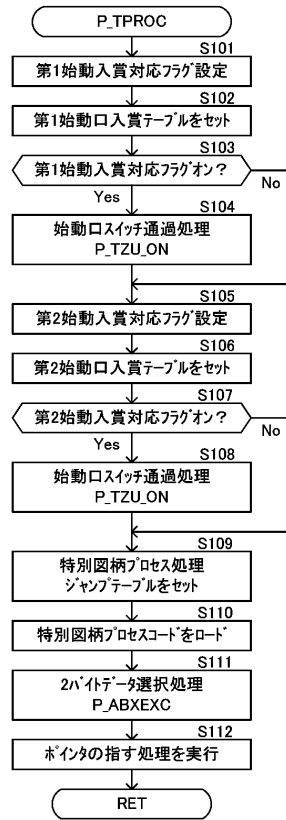 P_TPROC
S101
第1始動入賞対応フラグ設定
S102
第1始動口入賞テーブルをセット
S103
第1始動入賞対応フラグオン?
No
Yes
S104
始動口スイッチ通過処理
P_TZU_ON
S105
第2始動入賞対応フラグ設定
S106
第2始動口入賞テーブルをセット
S107
第2始動入賞対応フラグオン?
No
Yes
S108
始動口スイッチ通過処理
P_TZU_ON
S109
特別図柄プロセス処理
ジャンプテーブルをセット
S110
特別図柄プロセスコードをロード
S111
2バイトデータ選択処理
P_ABXEXC
S112
ポインタの指す処理を実行
RET